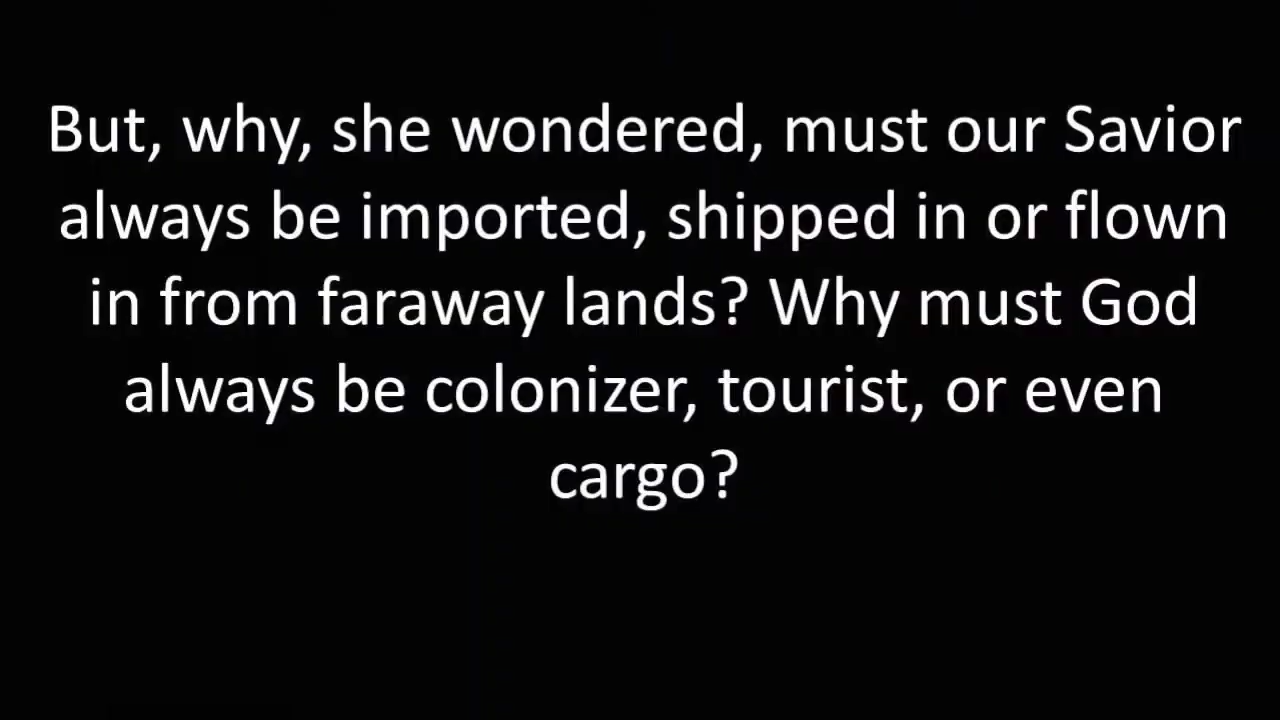 But, why, she wondered, must our Savior
always be imported, shipped in or flown
in from faraway lands? Why must God
always be colonizer, tourist, or even
cargo?